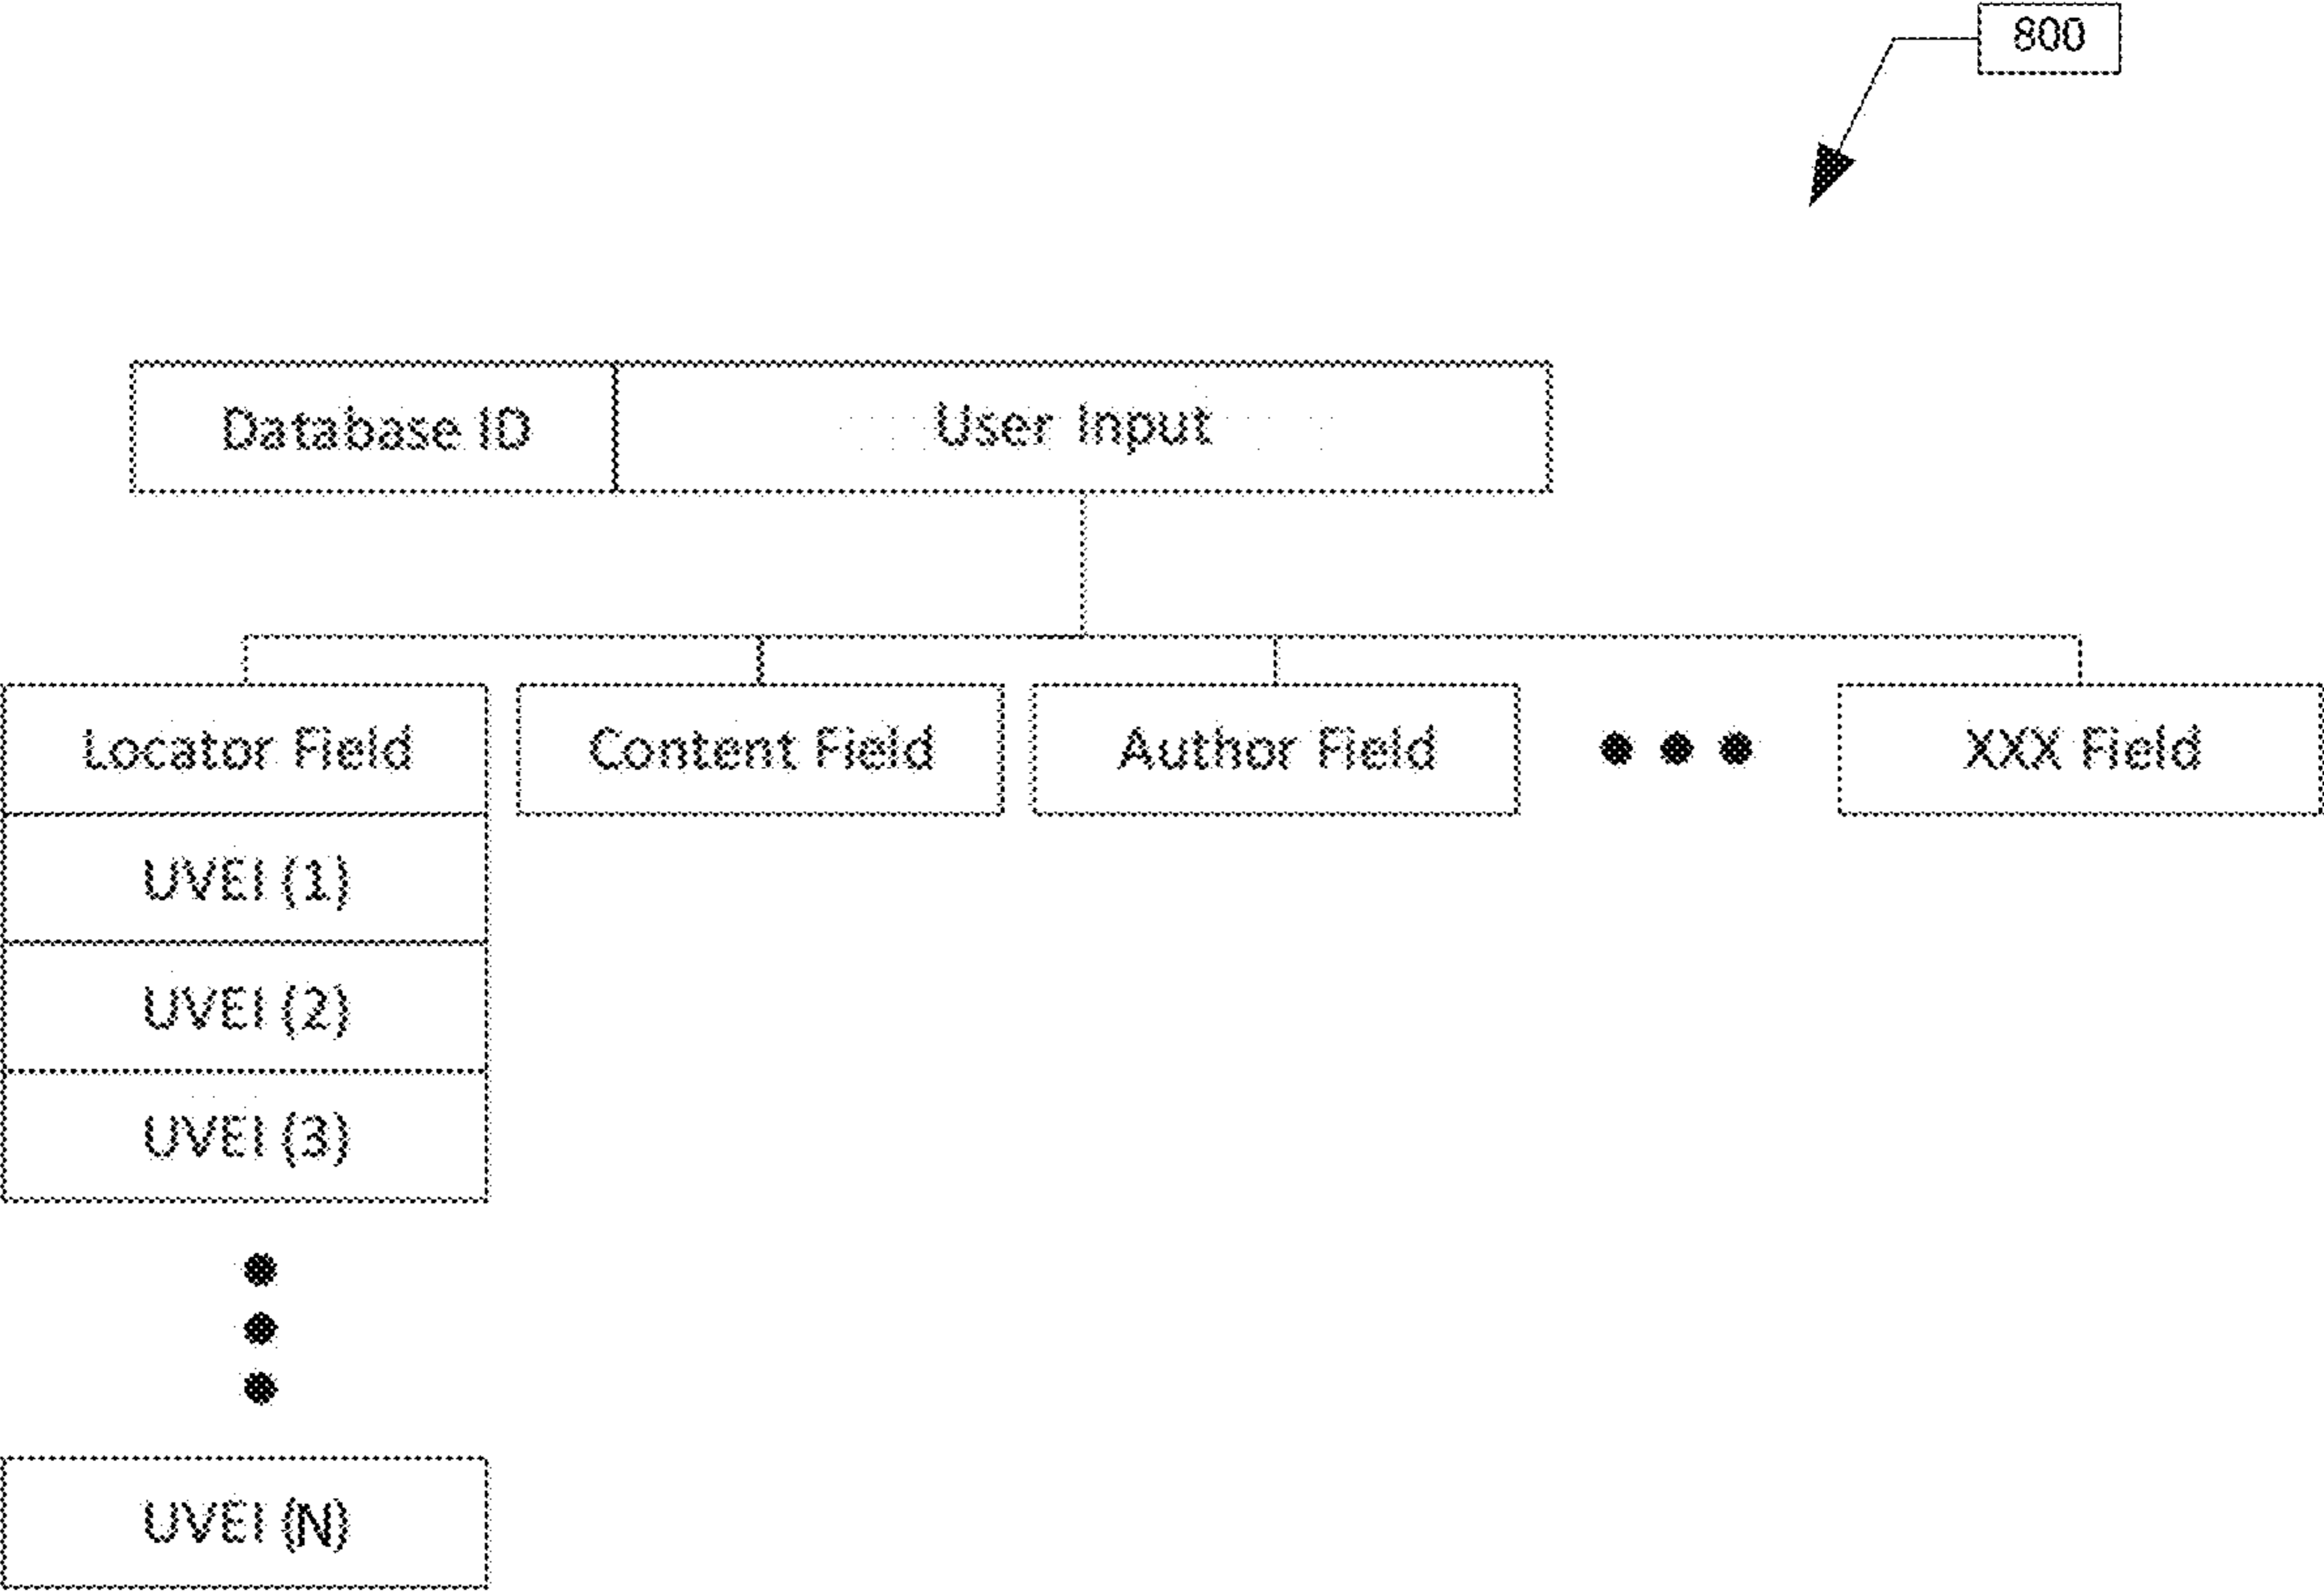 800
Database ID
User Input
Locator Field
Content Field
Author Field
XXX Field
UVEI (1)
UVEI (2)
UVEI (3)
UVEI (N)